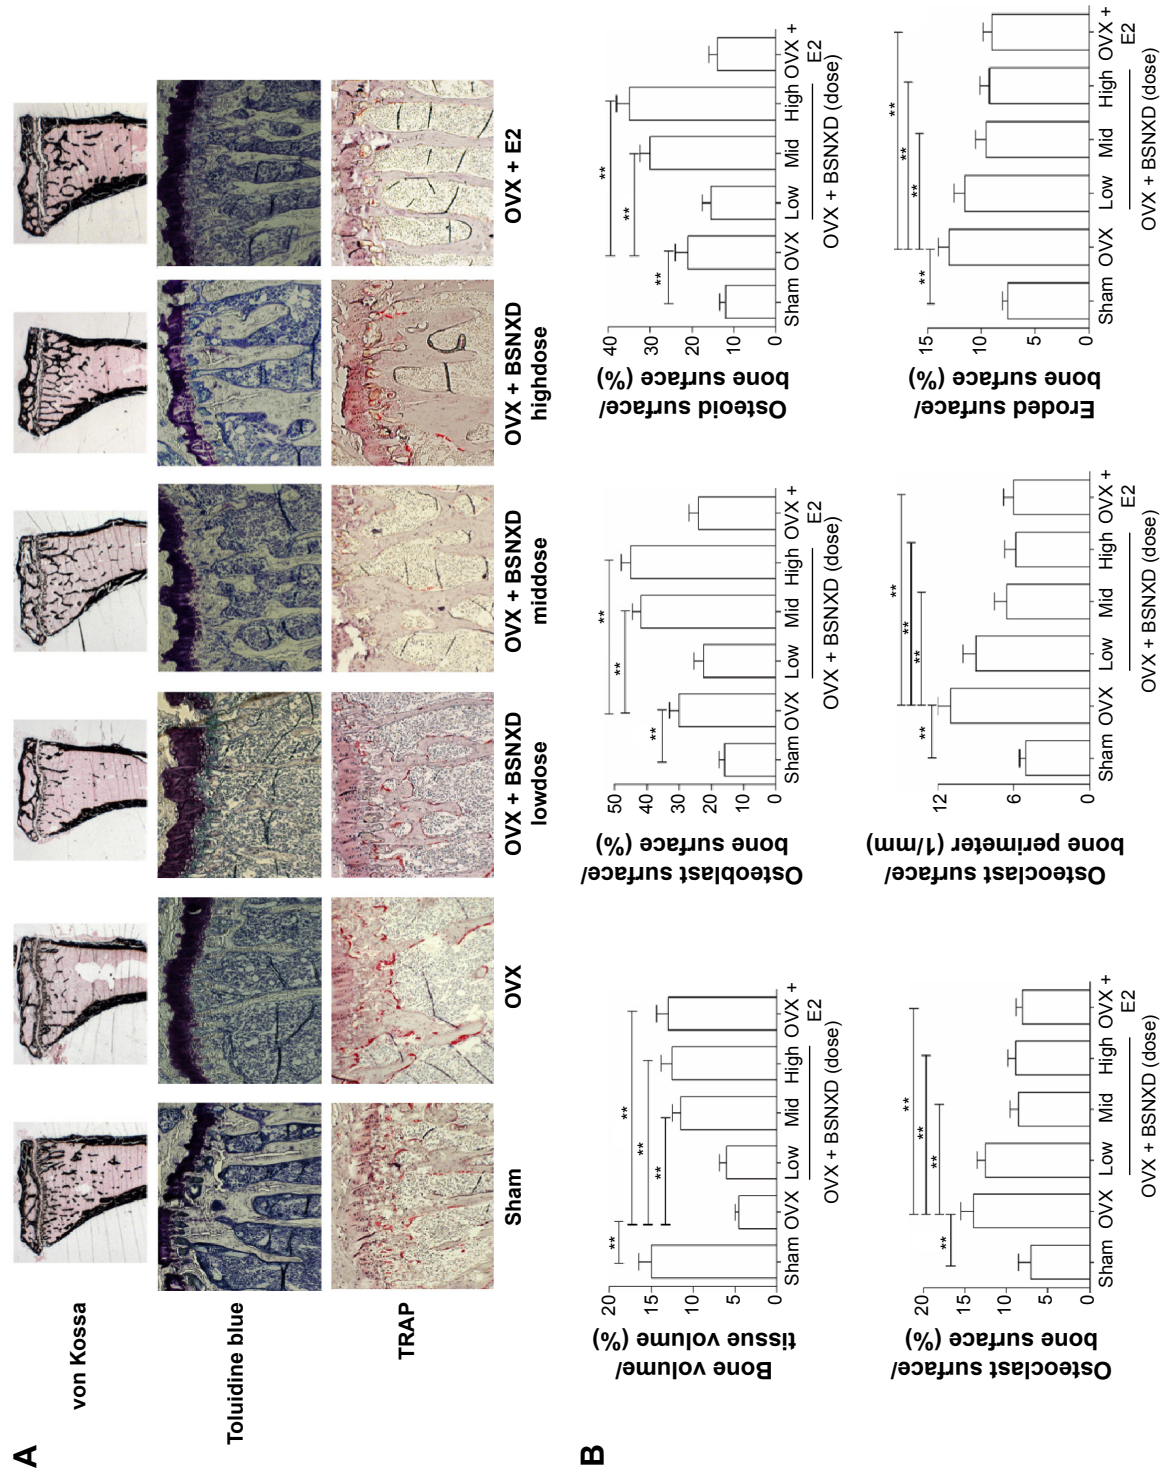 A
von Kossa
Toluidine blue
TRAP
Sham
OVX
OVX + BSNXD
lowdose
OVX + BSNXD
middose
OVX + BSNXD
highdose
OVX + E2
B
Bone volume/
tissue volume (%)
20
15
10
5
0
**
**
**
**
Sham
OVX
Low
Mid
High
OVX +
E2
OVX + BSNXD (dose)
Osteoblast surface/
bone surface (%)
50
40
30
20
10
0
**
**
**
Sham
OVX
Low
Mid
High
OVX +
E2
OVX + BSNXD (dose)
Osteoid surface/
bone surface (%)
40
30
20
10
0
**
**
**
Sham
OVX
Low
Mid
High
OVX +
E2
OVX + BSNXD (dose)
Osteoclast surface/
bone surface (%)
20
15
10
5
0
**
**
**
**
Sham
OVX
Low
Mid
High
OVX +
E2
OVX + BSNXD (dose)
Osteoclast surface/
bone perimeter (1/mm)
12
6
0
**
**
**
**
Sham
OVX
Low
Mid
High
OVX +
E2
OVX + BSNXD (dose)
Eroded surface/
bone surface (%)
15
10
5
0
**
**
**
**
Sham
OVX
Low
Mid
High
OVX +
E2
OVX + BSNXD (dose)